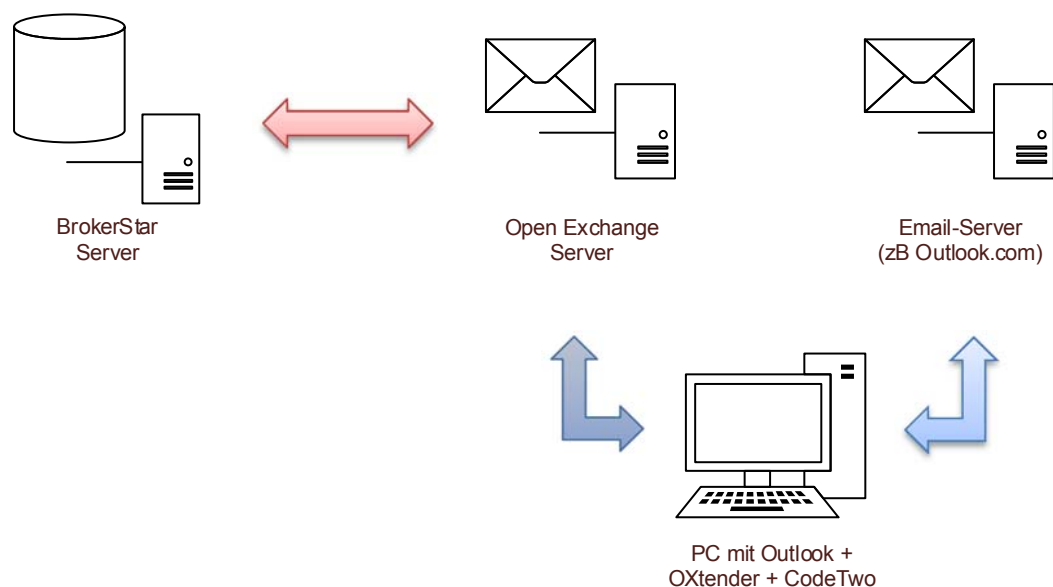 BrokerStar
Server
Open Exchange
Server
Email-Server
(zB Outlook.com)
PC mit Outlook +
OXtender + CodeTwo